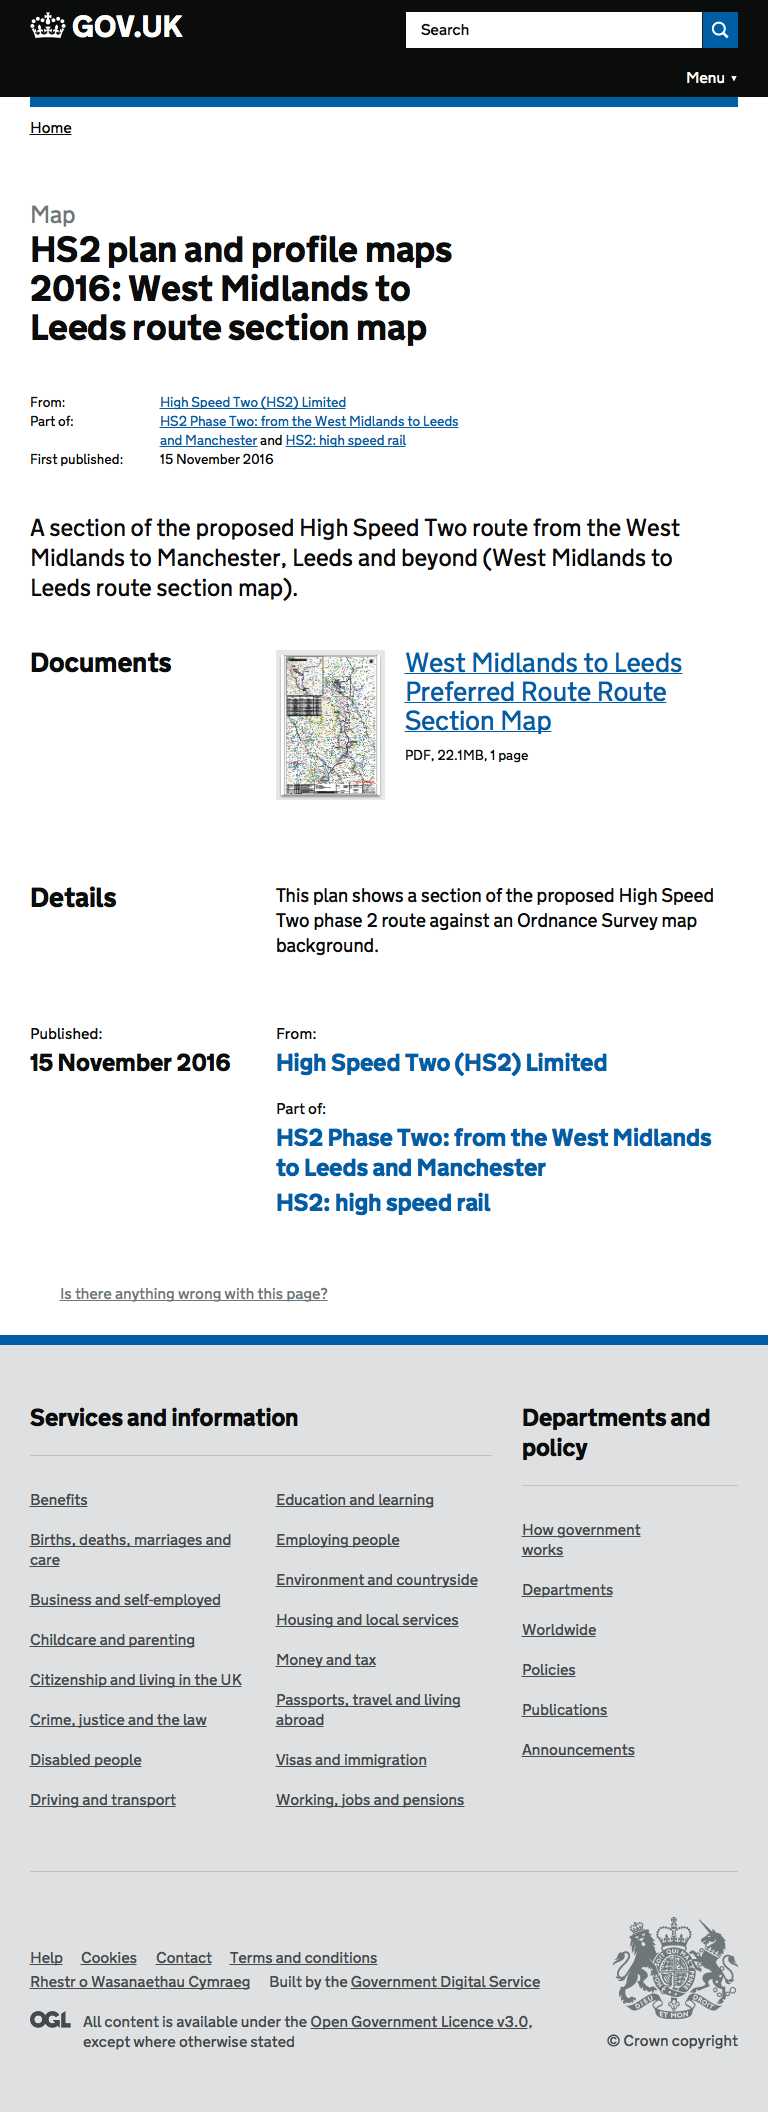 GOV.UK
Search
Menu ▼
Home
Map
HS2 plan and profile maps
2016: West Midlands to
Leeds route section map
From: High Speed Two (HS2) Limited
Part of: HS2 Phase Two: from the West Midlands to Leeds
and Manchester and HS2: high speed rail
First published: 15 November 2016
A section of the proposed High Speed Two route from the West
Midlands to Manchester, Leeds and beyond (West Midlands to
Leeds route section map).
Documents
West Midlands to Leeds
Preferred Route Route
Section Map
PDF, 22.1MB, 1 page
Details
This plan shows a section of the proposed High Speed
Two phase 2 route against an Ordnance Survey map
background.
Published:
15 November 2016
From:
High Speed Two (HS2) Limited
Part of:
HS2 Phase Two: from the West Midlands
to Leeds and Manchester
HS2: high speed rail
Is there anything wrong with this page?
Services and information
Benefits
Births, deaths, marriages and
care
Business and self-employed
Childcare and parenting
Citizenship and living in the UK
Crime, justice and the law
Disabled people
Driving and transport
Education and learning
Employing people
Environment and countryside
Housing and local services
Money and tax
Passports, travel and living
abroad
Visas and immigration
Working, jobs and pensions
Departments and
policy
How government
works
Departments
Worldwide
Policies
Publications
Announcements
Help Cookies Contact Terms and conditions
Rhestr o Wasanaethau Cymraeg Built by the Government Digital Service
OGL All content is available under the Open Government Licence v3.0,
except where otherwise stated
DIEU ET MON DROIT
© Crown copyright